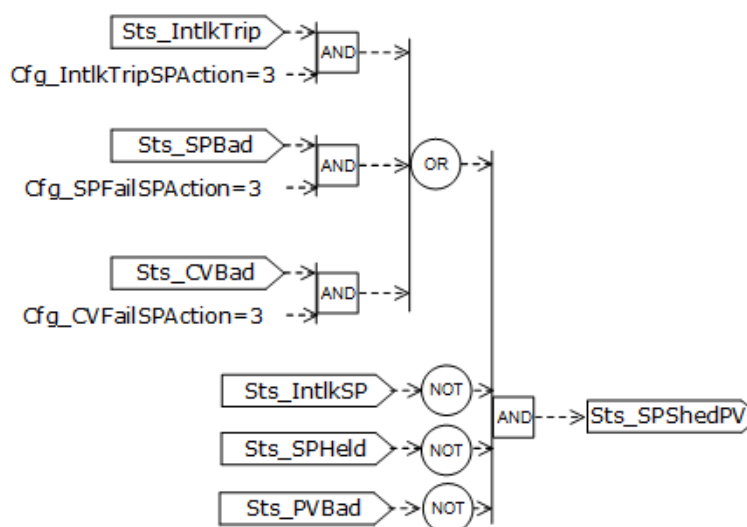 Sts_IntlkTrip
AND
Cfg_IntlkTripSPAction=3
Sts_SPBad
AND
OR
Cfg_SPFailSPAction=3
Sts_CVBad
AND
Cfg_CVFailSPAction=3
Sts_IntlkSP
NOT
AND
Sts_SPShedPV
Sts_SPHeld
NOT
Sts_PVBad
NOT